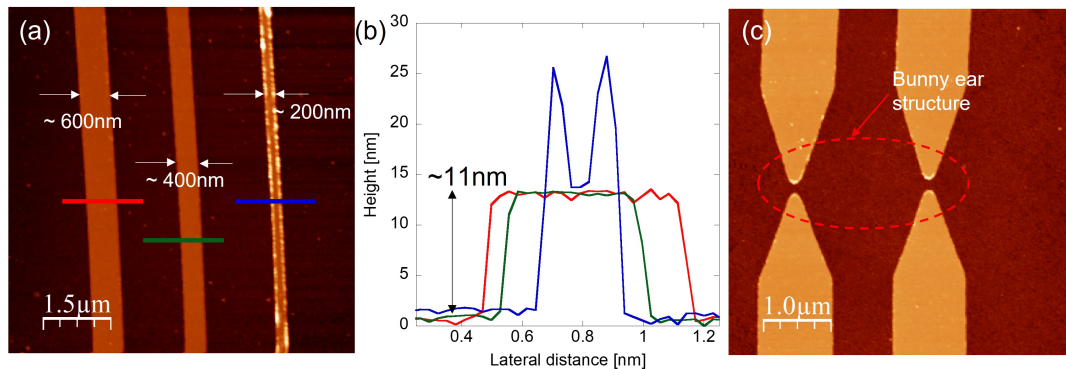 (a)
~ 600nm
~ 400nm
~ 200nm
1.5µm
(b)
Height [nm]
30
25
20
15
10
5
0
~11nm
0.4
0.6
0.8
1.0
1.2
Lateral distance [nm]
(c)
Bunny ear
structure
1.0µm